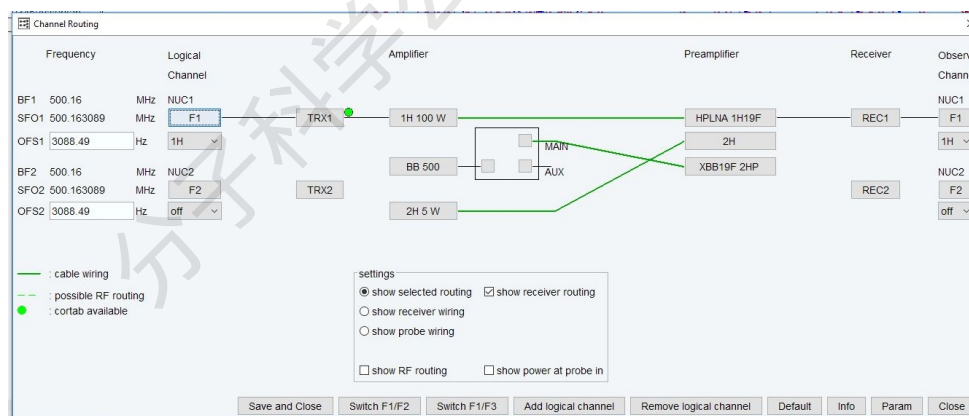 Channel Routing
Frequency Logical Channel Amplifier Preamplifier Receiver
BF1 500.16 MHz NUC1 NUC1
SFO1 500.163089 MHz F1 TRX1 1H 100 W HPLNA 1H19F REC1 F1
OFS1 3088.49 Hz 1H MAIN 2H 1H
BF2 500.16 MHz NUC2 BB 500 AUX XBB19F 2HP NUC2
SFO2 500.163089 MHz F2 TRX2 REC2 F2
OFS2 3088.49 Hz off 2H 5 W off
: cable wiring
: possible RF routing
: cortab available
settings
show selected routing show receiver routing
show receiver wiring
show probe wiring
show RF routing show power at probe in
Save and Close Switch F1/F2 Switch F1/F3 Add logical channel Remove logical channel Default Info Param Close
分子科学公